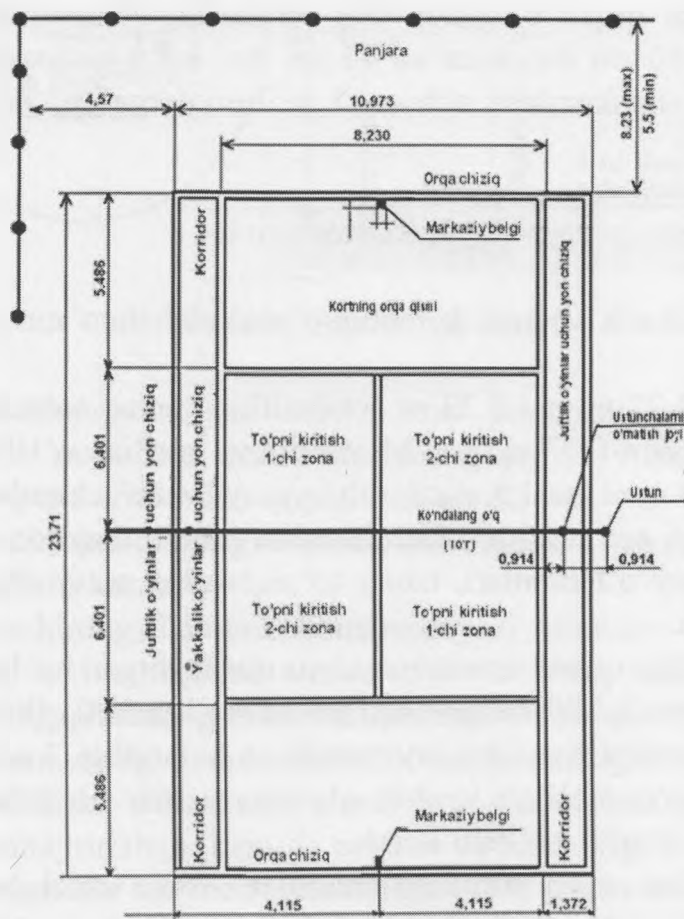 Panjara
4,57
10,973
8.23 (max)
5.5 (min)
8,230
Orqa chiziq
Markaziy belgi
Korridor
5,486
Kortning orqa qlusi
Juftlik o'yinlar uchun yon chiziq
To'pni kiritish
1-chi zona
To'pni kiritish
2-chi zona
6,401
23,71
Juftlik o'yinlar uchun yon chiziq
Yakkalik o'yinlar uchun yon chiziq
Ustunchalarni
o'rnatish jo;i
Ko'ndalang o'q
(TOT)
Ustun
0,914
0,914
6,401
To'pni kiritish
2-chi zona
To'pni kiritish
1-chi zona
5,486
Korridor
Korridor
Markaziy belgi
Orqa chiziq
4,115
4,115
1,372